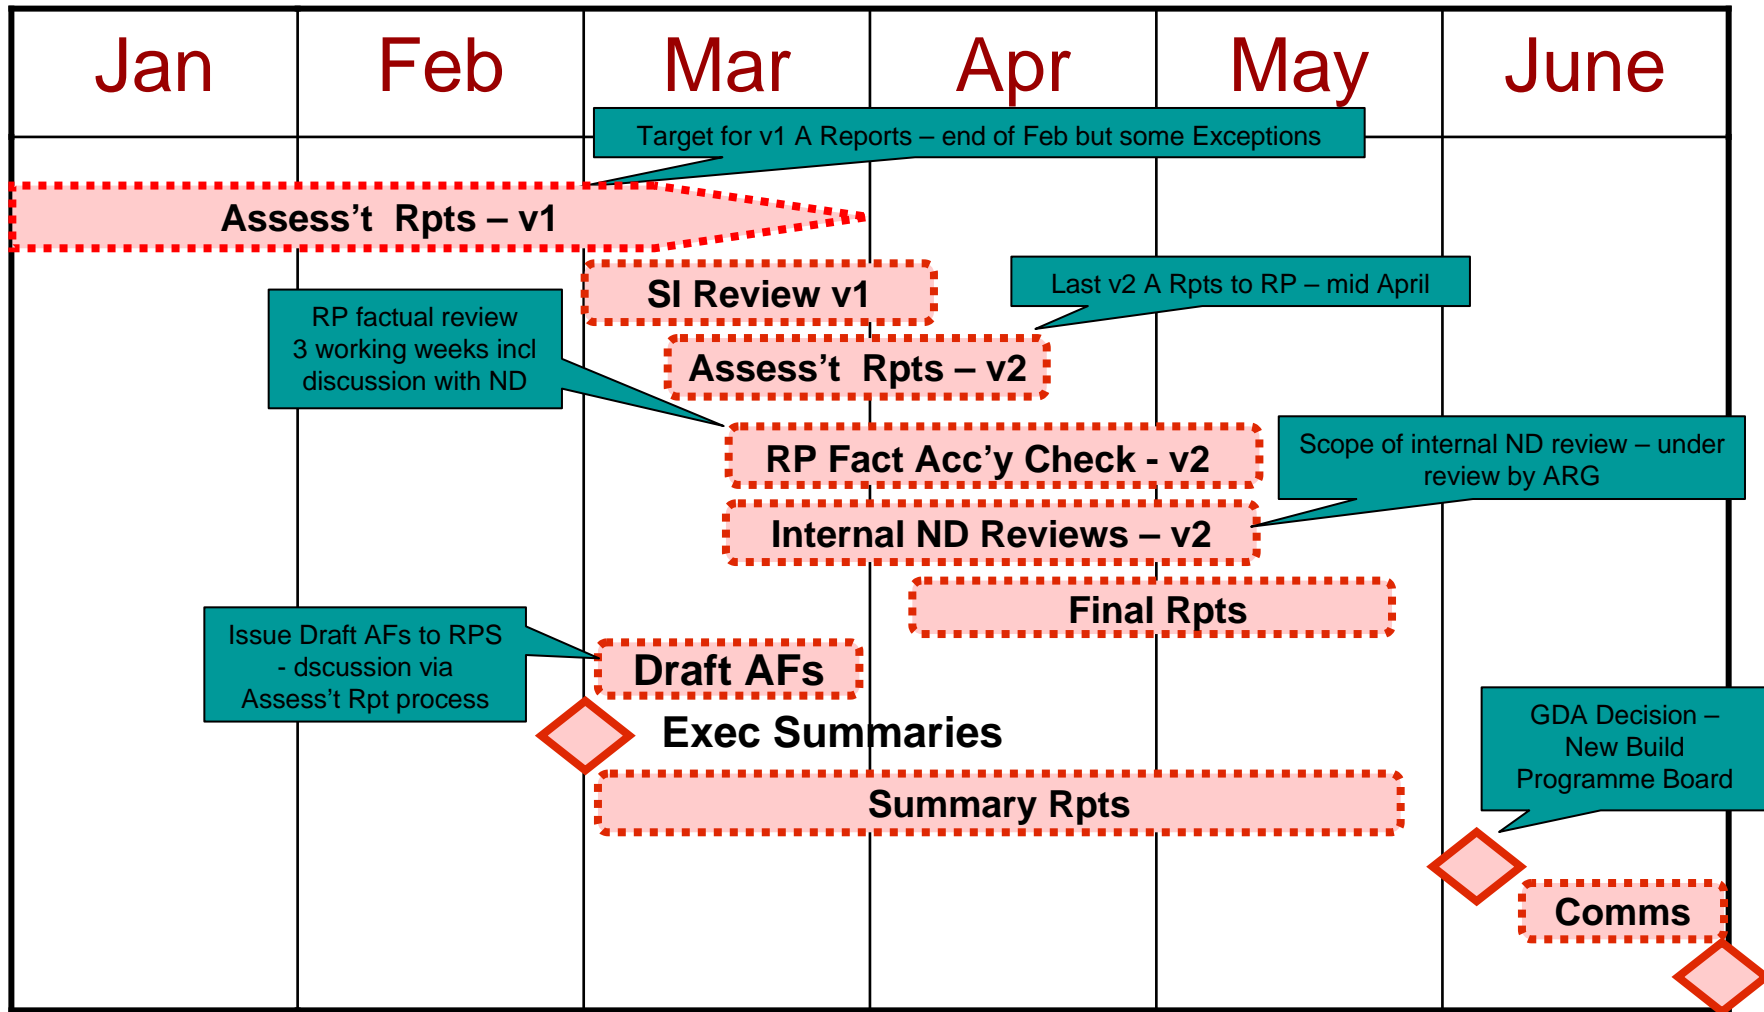 Jan Feb Mar Apr May June
Target for v1 A Reports – end of Feb but some Exceptions
Assess’t Rpts – v1
SI Review v1
Last v2 A Rpts to RP – mid April
RP factual review
3 working weeks incl
discussion with ND
Assess’t Rpts – v2
RP Fact Acc’y Check - v2
Scope of internal ND review – under
review by ARG
Internal ND Reviews – v2
Final Rpts
Issue Draft AFs to RPS
- dscussion via
Assess’t Rpt process
Draft AFs
Exec Summaries
GDA Decision –
New Build
Programme Board
Summary Rpts
Comms